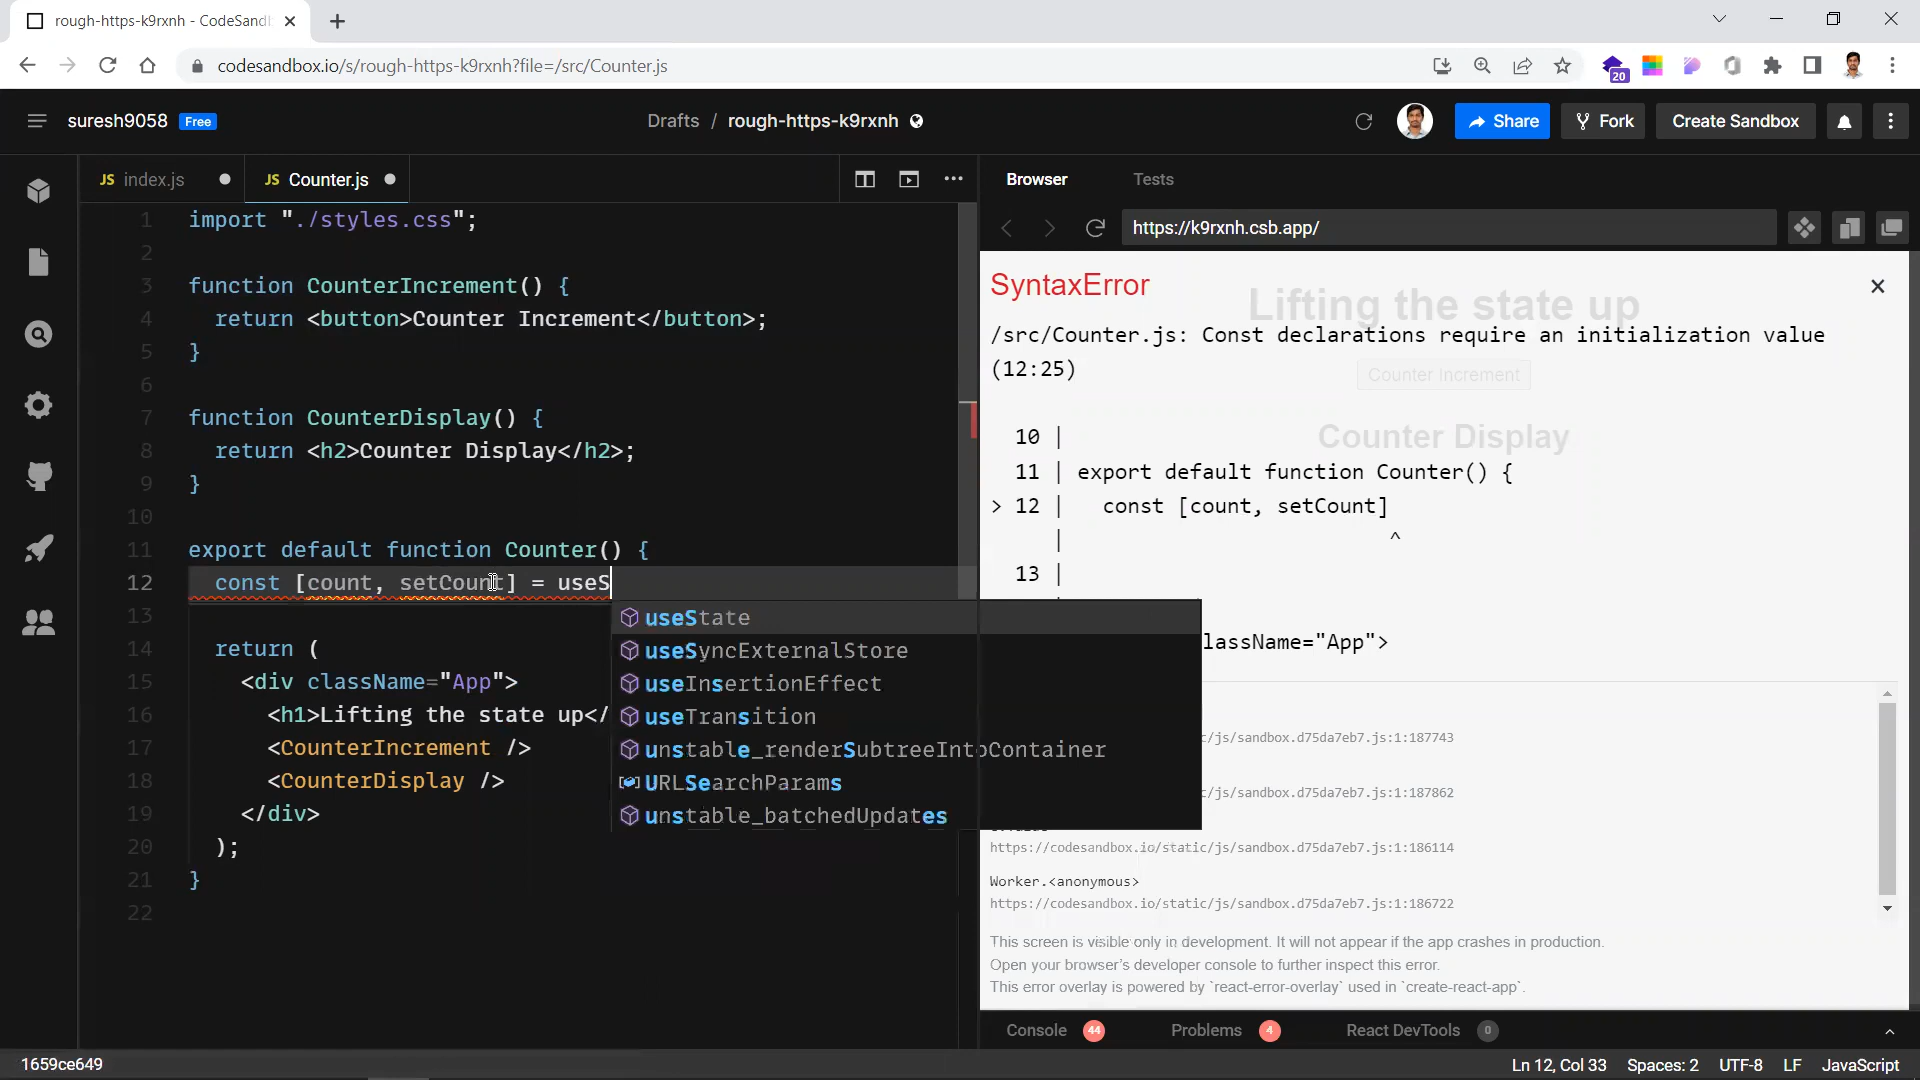 rough-https-k9rxnh - CodeSandb
codesandbox.io/s/rough-https-k9rxnh?file=/src/Counter.js
20
suresh9058 Free
Drafts / rough-https-k9rxnh
Share
Fork
Create Sandbox
JS index.js
JS Counter.js
1 import "./styles.css";
2
3 function CounterIncrement() {
4 return <button>Counter Increment</button>;
5 }
6
7 function CounterDisplay() {
8 return <h2>Counter Display</h2>;
9 }
10
11 export default function Counter() {
12 const [count, setCount] = useS
13
14 return (
15 <div className="App">
16 <h1>Lifting the state up</
17 <CounterIncrement />
18 <CounterDisplay />
19 </div>
20 );
21 }
22
useState
useSyncExternalStore
useInsertionEffect
useTransition
unstable_renderSubtreeIntoContainer
URLSearchParams
unstable_batchedUpdates
Browser
Tests
https://k9rxnh.csb.app/
SyntaxError
Lifting the state up
/src/Counter.js: Const declarations require an initialization value
(12:25)
Counter Increment
Counter Display
10 |
11 | export default function Counter() {
> 12 | const [count, setCount]
| ^
13 |
lassName="App">
c/js/sandbox.d75da7eb7.js:1:187743
c/js/sandbox.d75da7eb7.js:1:187862
https://codesandbox.io/static/js/sandbox.d75da7eb7.js:1:186114
Worker.<anonymous>
https://codesandbox.io/static/js/sandbox.d75da7eb7.js:1:186722
This screen is visible only in development. It will not appear if the app crashes in production.
Open your browser's developer console to further inspect this error.
This error overlay is powered by `react-error-overlay` used in `create-react-app`.
Console 44
Problems 4
React DevTools 0
1659ce649
Ln 12, Col 33 Spaces: 2 UTF-8 LF JavaScript